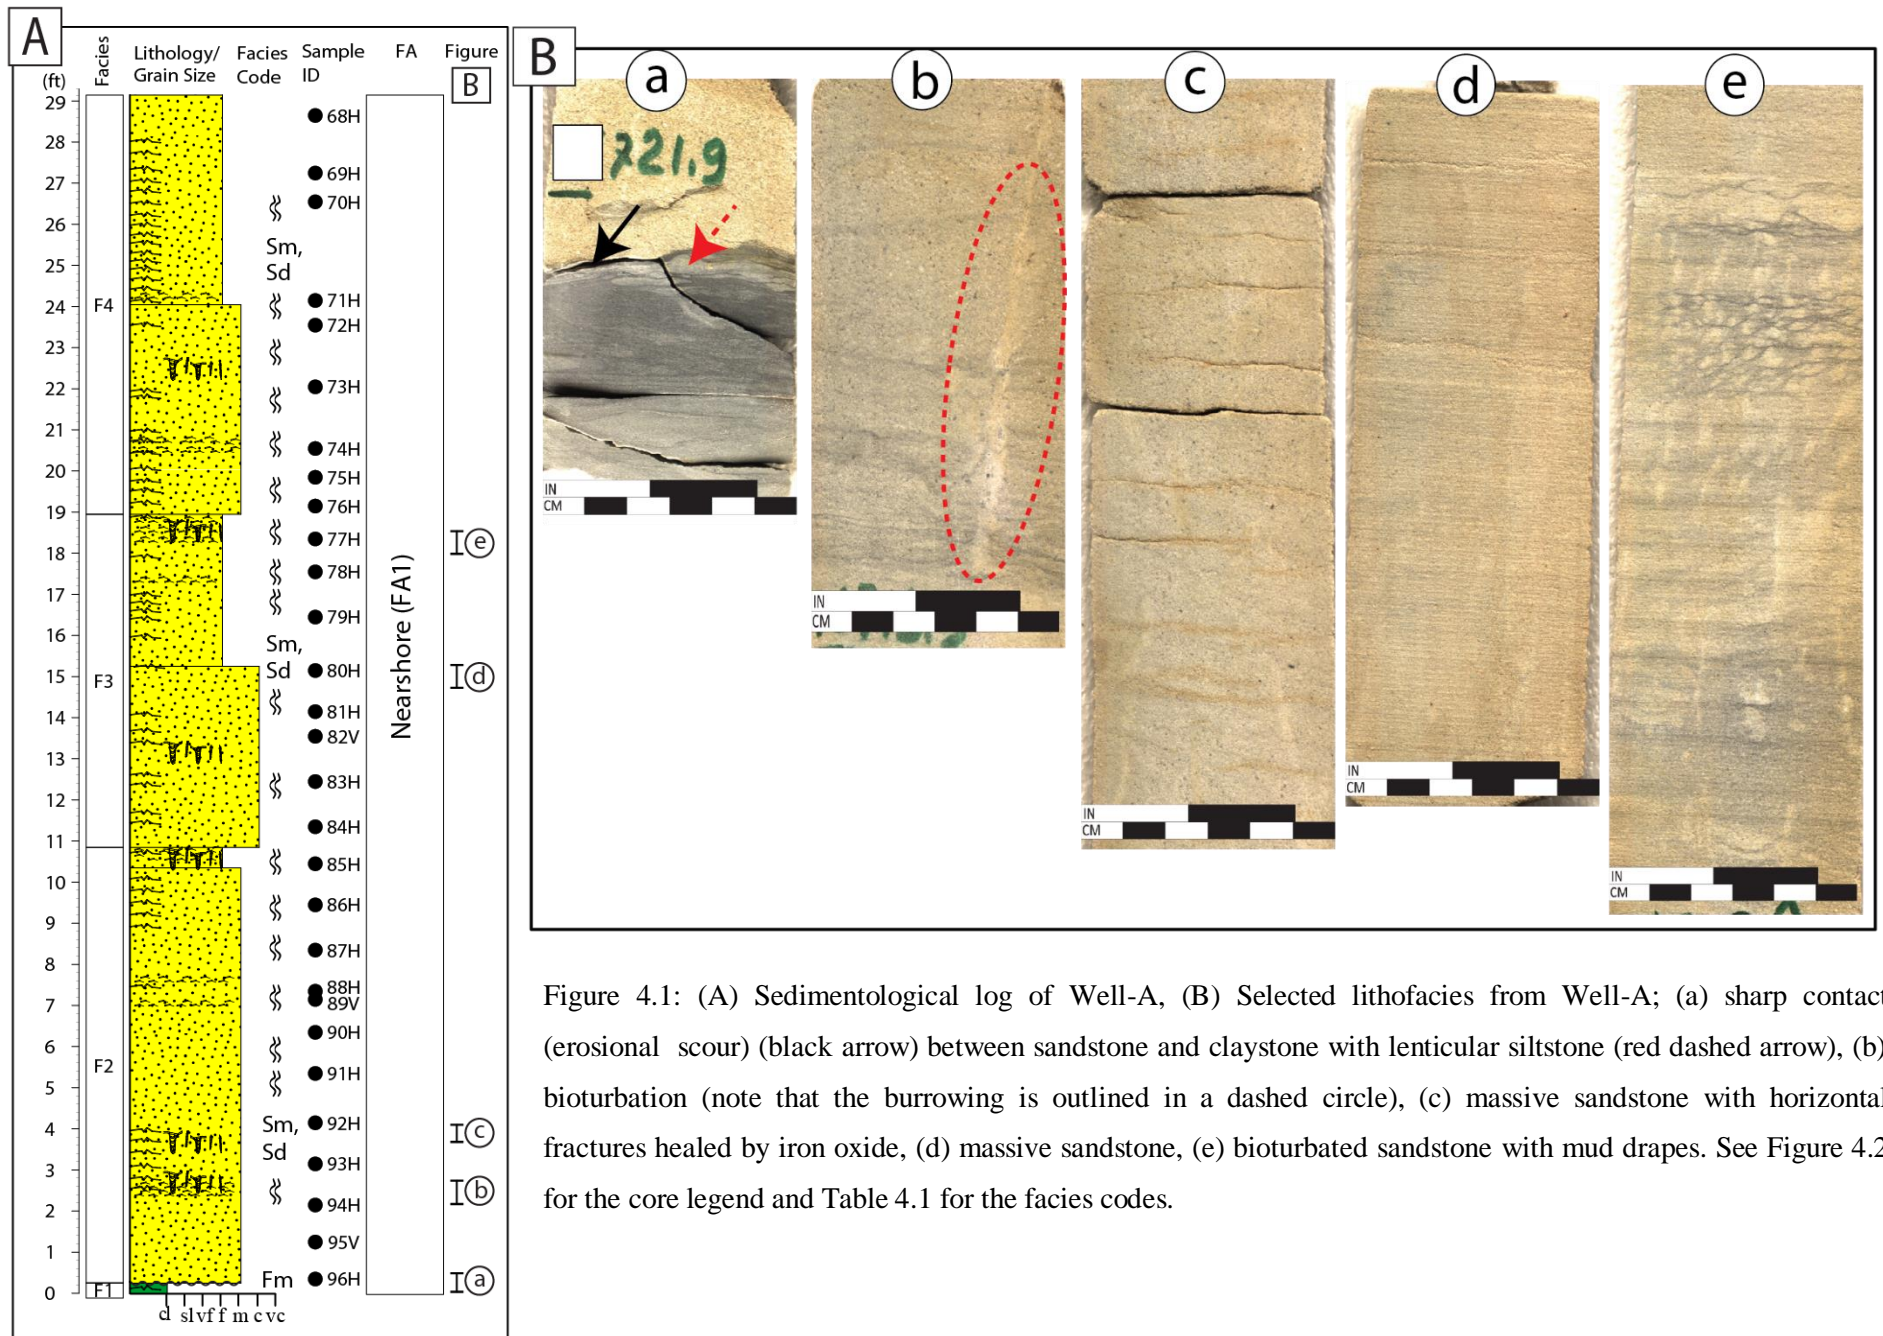 A
Facies
Lithology/
Grain Size
Facies
Code
Sample
ID
FA
Figure
B
(ft)
29
28
27
26
25
24
23
22
21
20
19
18
17
16
15
14
13
12
11
10
9
8
7
6
5
4
3
2
1
0
F4
F3
F2
F1
cl sl vf f m c vc
Sm,
Sd
Sm,
Sd
Sm,
Sd
Fm
68H
69H
70H
71H
72H
73H
74H
75H
76H
77H
78H
79H
80H
81H
82V
83H
84H
85H
86H
87H
88H
89V
90H
91H
92H
93H
94H
95V
96H
Nearshore (FA1)
e
d
c
b
a
B
a
b
c
d
e
721.9
IN
CM
IN
CM
IN
CM
IN
CM
IN
CM
Figure 4.1: (A) Sedimentological log of Well-A, (B) Selected lithofacies from Well-A; (a) sharp contact
(erosional scour) (black arrow) between sandstone and claystone with lenticular siltstone (red dashed arrow), (b)
bioturbation (note that the burrowing is outlined in a dashed circle), (c) massive sandstone with horizontal
fractures healed by iron oxide, (d) massive sandstone, (e) bioturbated sandstone with mud drapes. See Figure 4.2
for the core legend and Table 4.1 for the facies codes.